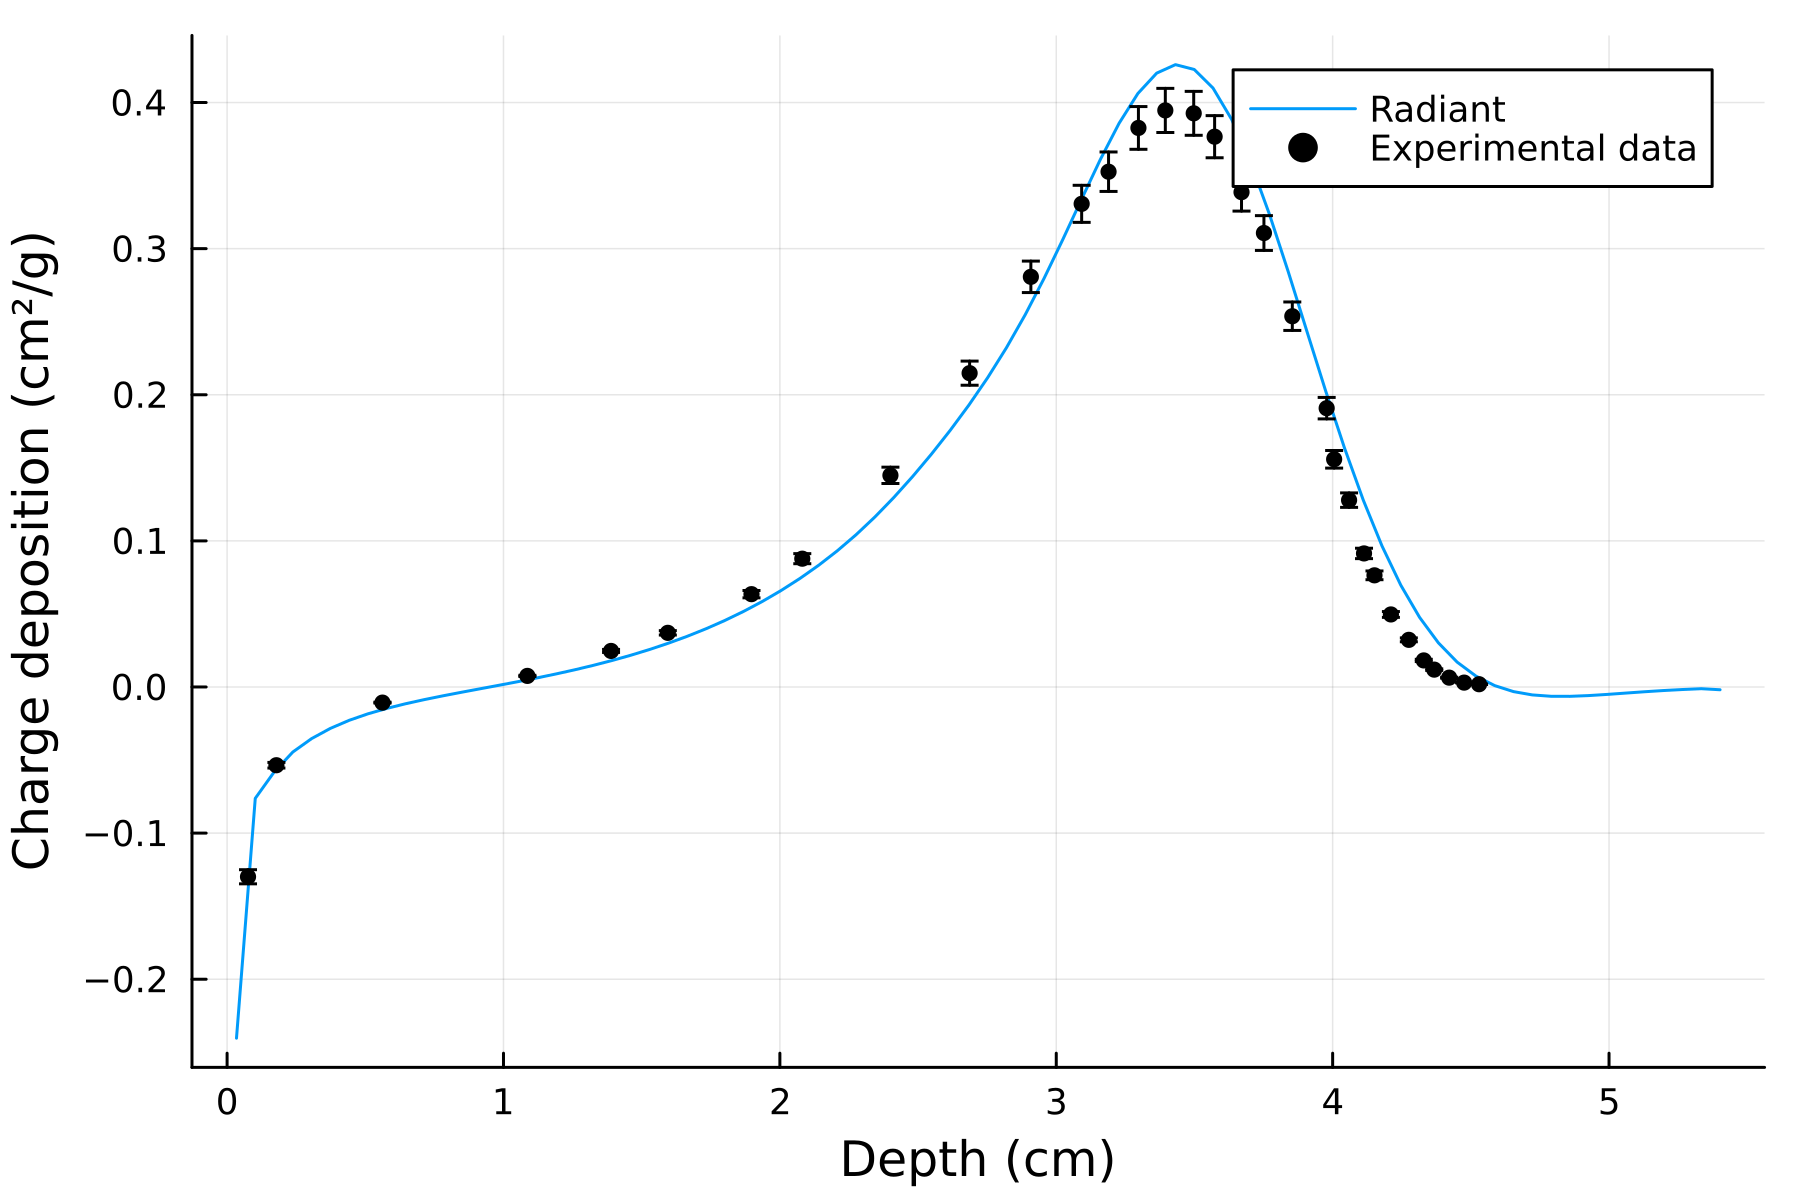 Charge deposition (cm²/g)
0.4
0.3
0.2
0.1
0.0
−0.1
−0.2
Radiant
Experimental data
0 1 2 3 4 5
Depth (cm)